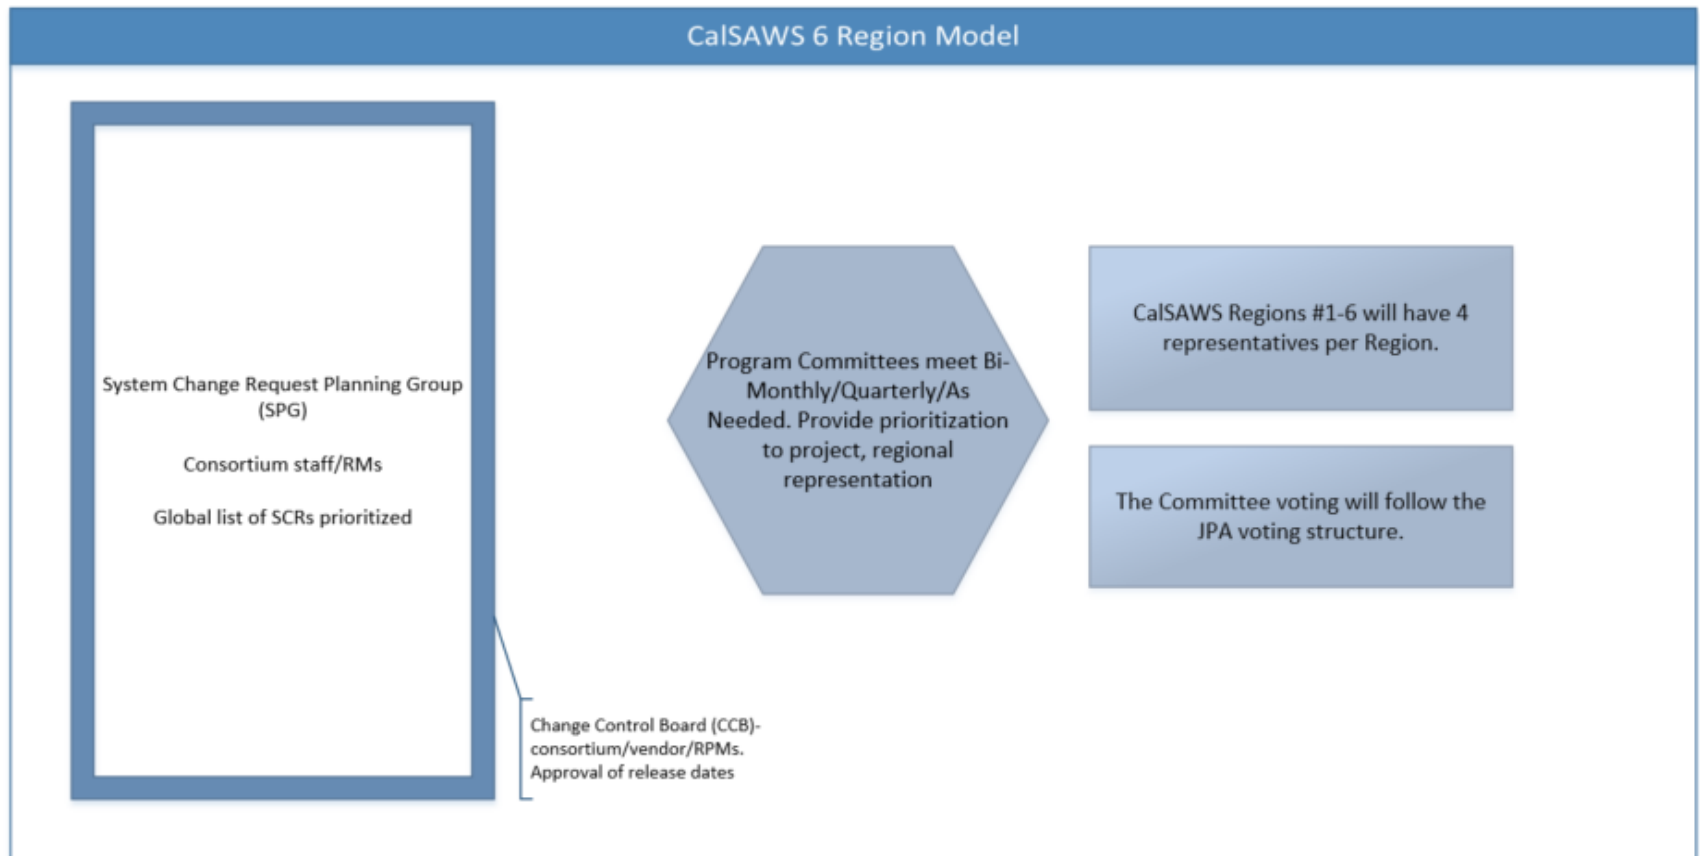 CalSAWS 6 Region Model
System Change Request Planning Group
(SPG)
Consortium staff/RMs
Global list of SCRs prioritized
Change Control Board (CCB)-
consortium/vendor/RPMs.
Approval of release dates
Program Committees meet Bi-
Monthly/Quarterly/As
Needed. Provide prioritization
to project, regional
representation
CalSAWS Regions #1-6 will have 4
representatives per Region.
The Committee voting will follow the
JPA voting structure.